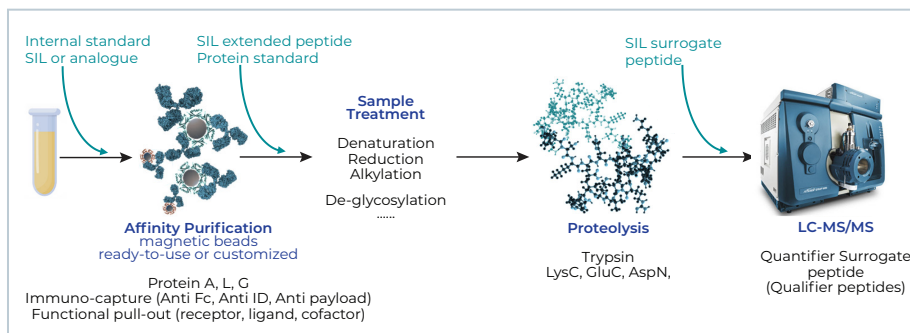 Internal standard
SIL or analogue
SIL extended peptide
Protein standard
SIL surrogate
peptide
Sample
Treatment
Denaturation
Reduction
Alkylation
De-glycosylation
......
Affinity Purification
magnetic beads
ready-to-use or customized
Protein A, L, G
Immuno-capture (Anti Fc, Anti ID, Anti payload)
Functional pull-out (receptor, ligand, cofactor)
Proteolysis
Trypsin
LysC, GluC, AspN,
LC-MS/MS
Quantifier Surrogate
peptide
(Qualifier peptides)